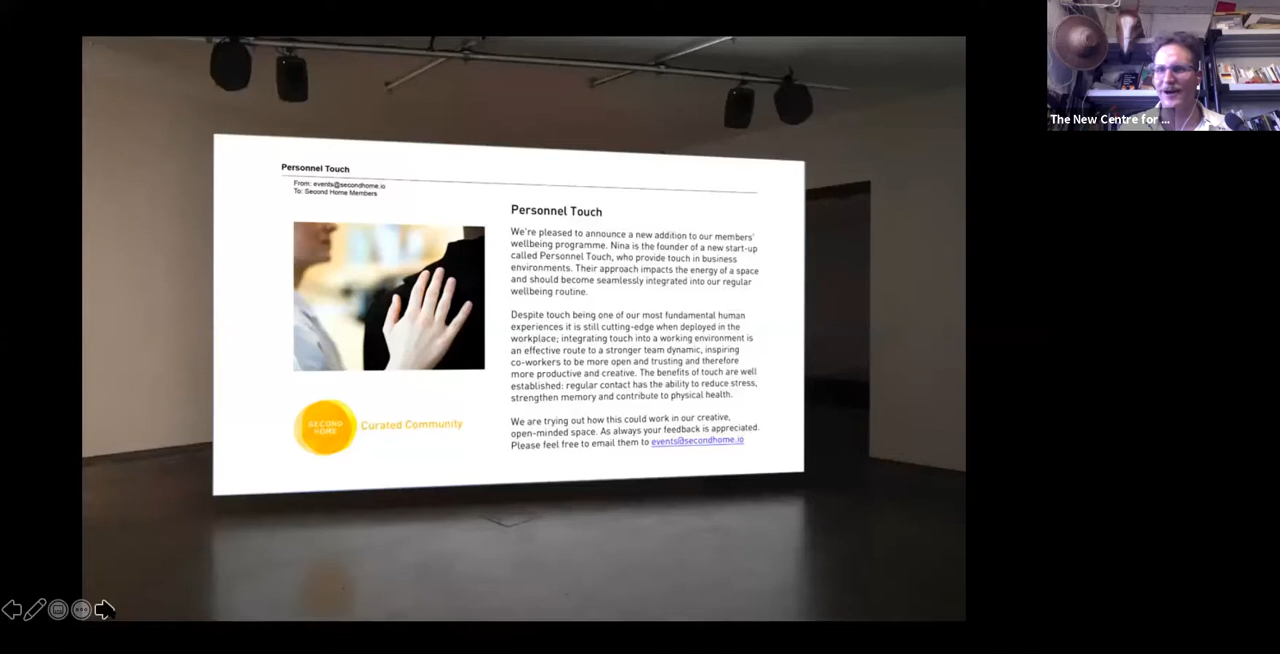 Personnel Touch
From: events@secondhome.io
To: Second Home Members
Personnel Touch
We're pleased to announce a new addition to our members'
wellbeing programme. Nina is the founder of a new start-up
called Personnel Touch, who provide touch in business
environments. Their approach impacts the energy of a space
and should become seamlessly integrated into our regular
wellbeing routine.
Despite touch being one of our most fundamental human
experiences it is still cutting-edge when deployed in the
workplace; integrating touch into a working environment is
an effective route to a stronger team dynamic, inspiring
co-workers to be more open and trusting and therefore
more productive and creative. The benefits of touch are well
established: regular contact has the ability to reduce stress,
strengthen memory and contribute to physical health.
We are trying out how this could work in our creative,
open-minded space. As always your feedback is appreciated.
Please feel free to email them to events@secondhome.io
SECOND
HOME
Curated Community
The New Centre for ...